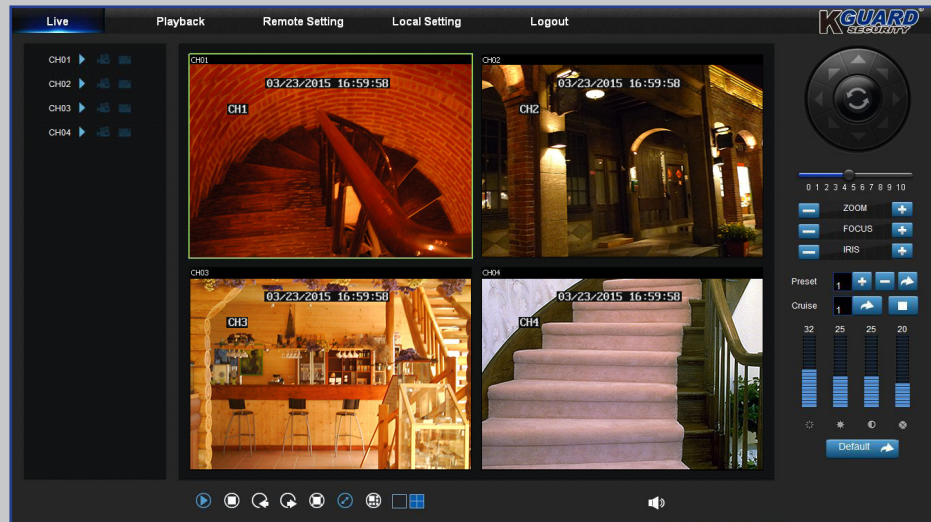 Live Playback Remote Setting Local Setting Logout
KGUARD®
SECURITY
CH01
CH02
CH03
CH04
CH01
03/23/2015 16:59:58
CH1
CH02
03/23/2015 16:59:58
CH2
CH03
03/23/2015 16:59:58
CH3
CH04
03/23/2015 16:59:58
CH4
0 1 2 3 4 5 6 7 8 9 10
ZOOM
FOCUS
IRIS
Preset 1
Cruise 1
32 25 25 20
Default